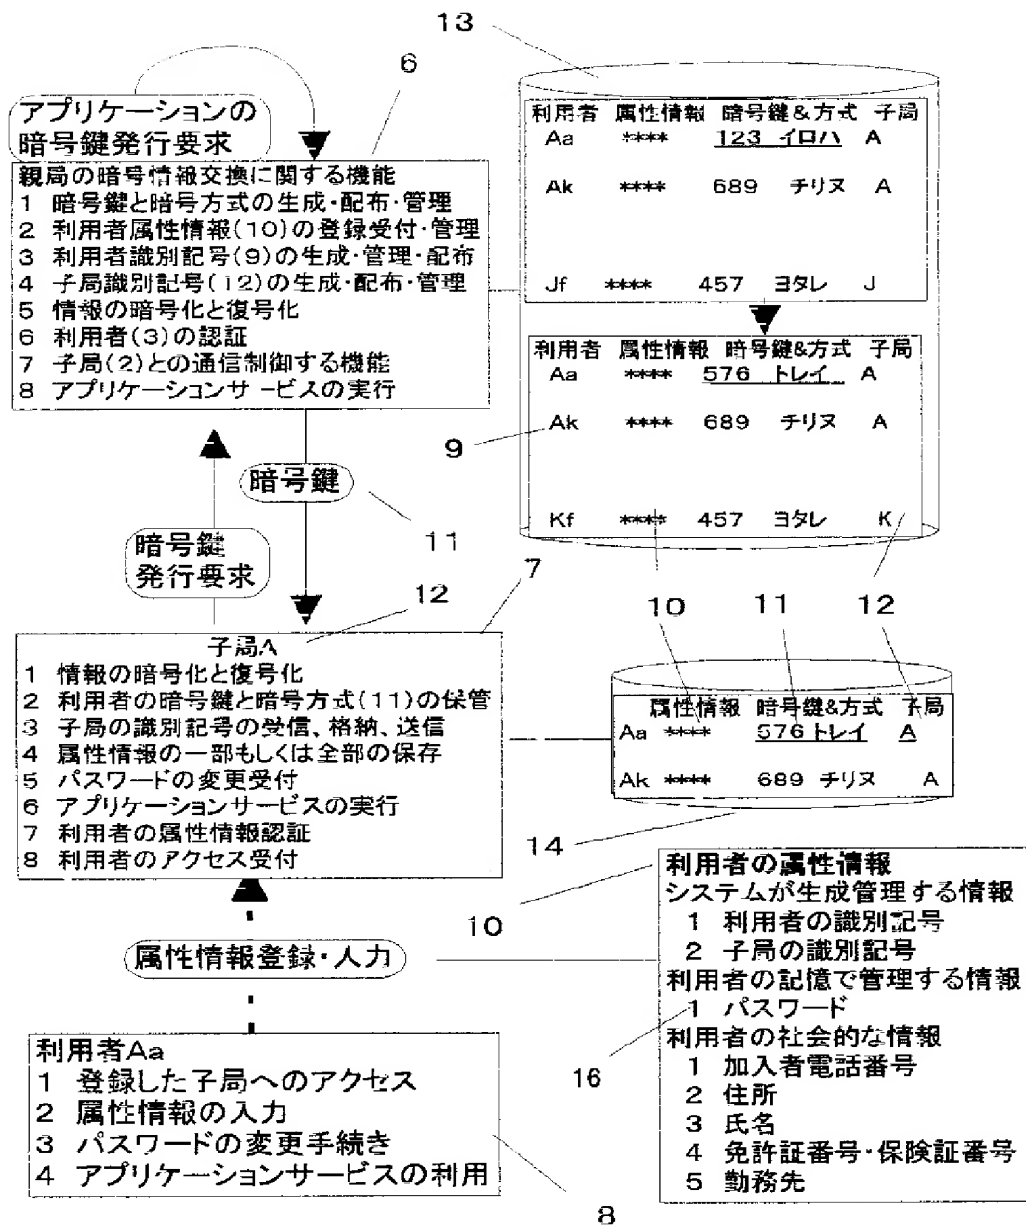 13
6
アプリケーションの
暗号鍵発行要求
親局の暗号情報交換に関する機能
1 暗号鍵と暗号方式の生成・配布・管理
2 利用者属性情報(10)の登録受付・管理
3 利用者識別記号(9)の生成・管理・配布
4 子局識別記号(12)の生成・配布・管理
5 情報の暗号化と復号化
6 利用者(3)の認証
7 子局(2)との通信制御する機能
8 アプリケーションサービスの実行
利用者 属性情報 暗号鍵&方式 子局
Aa **** 123 イロハ A
Ak **** 689 チリヌ A
Jf **** 457 ヨタレ J
利用者 属性情報 暗号鍵&方式 子局
Aa **** 576 トレイ A
Ak **** 689 チリヌ A
Kf **** 457 ヨタレ K
9
暗号鍵
11
暗号鍵
発行要求
7
12
10 11 12
子局A
1 情報の暗号化と復号化
2 利用者の暗号鍵と暗号方式(11)の保管
3 子局の識別記号の受信、格納、送信
4 属性情報の一部もしくは全部の保存
5 パスワードの変更受付
6 アプリケーションサービスの実行
7 利用者の属性情報認証
8 利用者のアクセス受付
属性情報 暗号鍵&方式 子局
Aa **** 576 トレイ A
Ak **** 689 チリヌ A
14
10
属性情報登録・入力
利用者の属性情報
システムが生成管理する情報
1 利用者の識別記号
2 子局の識別記号
利用者の記憶で管理する情報
1 パスワード
利用者の社会的な情報
1 加入者電話番号
2 住所
3 氏名
4 免許証番号・保険証番号
5 勤務先
16
利用者Aa
1 登録した子局へのアクセス
2 属性情報の入力
3 パスワードの変更手続き
4 アプリケーションサービスの利用
8